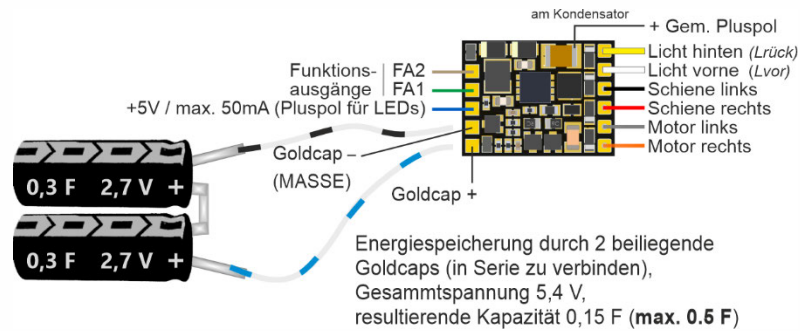 am Kondensator
+ Gem. Pluspol
Licht hinten (Lrück)
Licht vorne (Lvor)
Schiene links
Schiene rechts
Motor links
Motor rechts
Funktions-
ausgänge
FA2
FA1
+5V / max. 50mA (Pluspol für LEDs)
Goldcap –
(MASSE)
Goldcap +
0,3 F 2,7 V +
0,3 F 2,7 V +
Energiespeicherung durch 2 beiliegende
Goldcaps (in Serie zu verbinden),
Gesammtspannung 5,4 V,
resultierende Kapazität 0,15 F (max. 0.5 F)